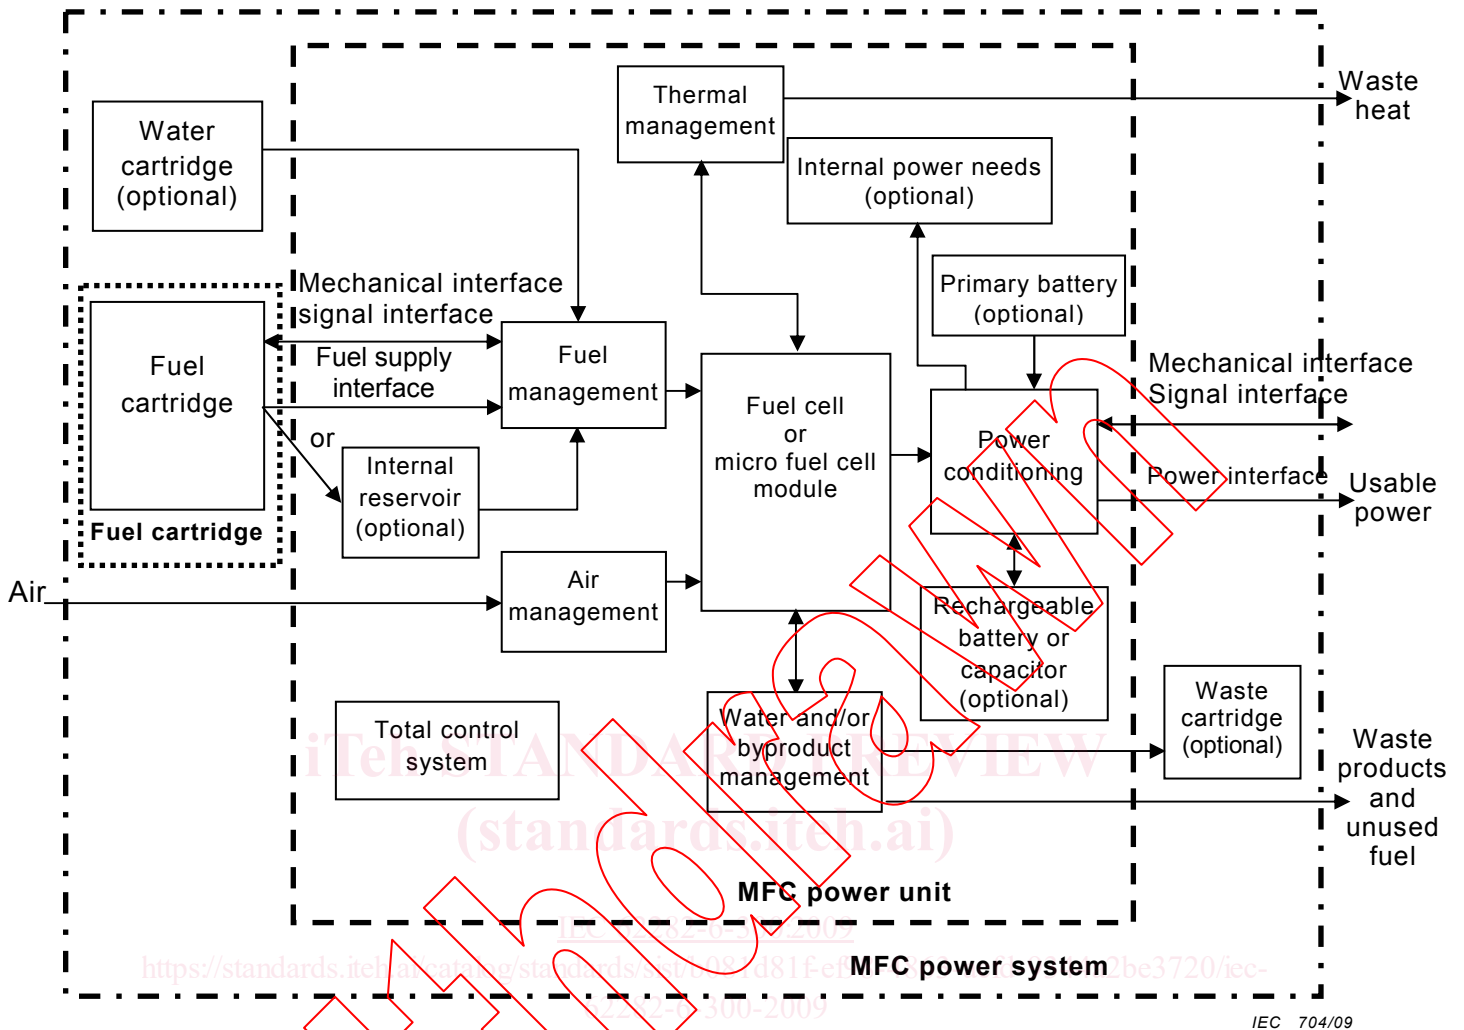 Waste
heat
Thermal
management
Water
cartridge
(optional)
Internal power needs
(optional)
Mechanical interface
signal interface
Primary battery
(optional)
Fuel
cartridge
Fuel supply
interface
Fuel
management
Mechanical interface
Signal interface
or
Internal
reservoir
(optional)
Fuel cell
or
micro fuel cell
module
Power
conditioning
Power interface
Usable
power
Fuel cartridge
Air
Air
management
Rechargeable
battery or
capacitor
(optional)
Total control
system
Water and/or
byproduct
management
Waste
cartridge
(optional)
Waste
products
and
unused
fuel
iTeh STANDARD PREVIEW
(standards.iteh.ai)
MFC power unit
MFC power system
62282-6-300-2009
IEC 704/09